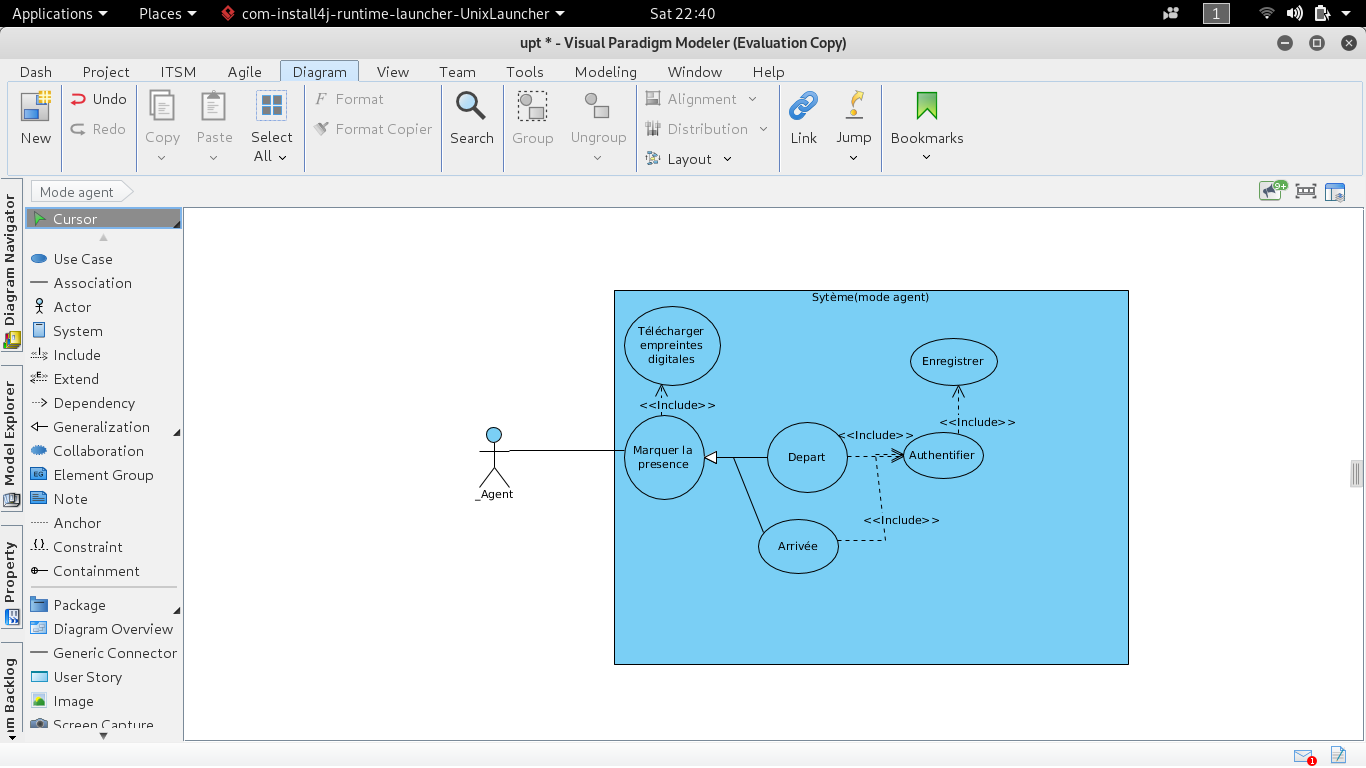 Applications Places com-install4j-runtime-launcher-UnixLauncher Sat 22:40 1
upt * - Visual Paradigm Modeler (Evaluation Copy)
Dash Project ITSM Agile Diagram View Team Tools Modeling Window Help
New
Undo
Redo
Copy
Paste
Select
All
Format
Format Copier
Search
Group
Ungroup
Alignment
Distribution
Layout
Link
Jump
Bookmarks
Mode agent
9+
Diagram Navigator
Model Explorer
Property
am Backlog
Cursor
Use Case
Association
Actor
System
Include
Extend
Dependency
Generalization
Collaboration
Element Group
Note
Anchor
Constraint
Containment
Package
Diagram Overview
Generic Connector
User Story
Image
Screen Capture
Sytème(mode agent)
Télécharger
empreintes
digitales
Enregistrer
<<Include>>
<<Include>>
<<Include>>
Marquer la
presence
Depart
Authentifier
_Agent
<<Include>>
Arrivée
1